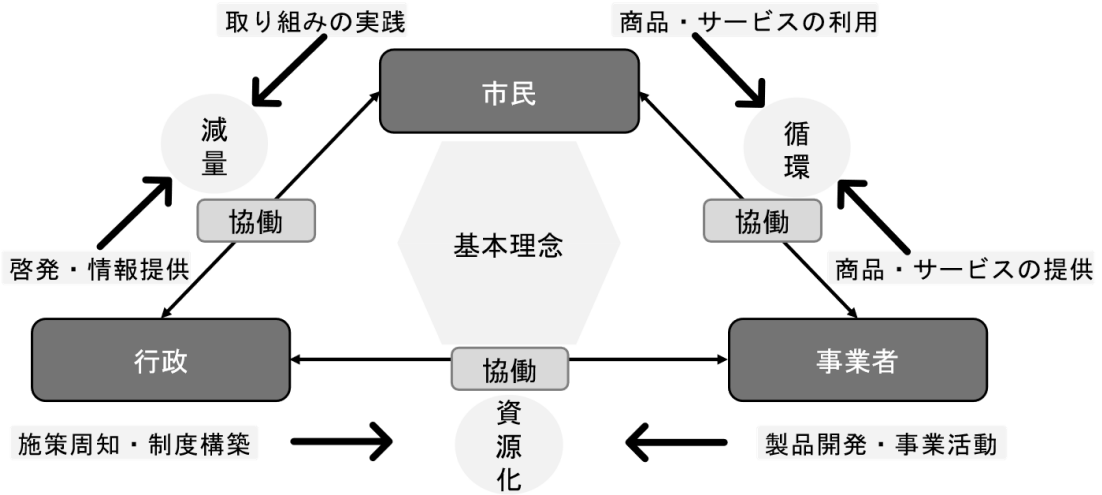 取り組みの実践
商品・サービスの利用
市民
減量
循環
協働
協働
基本理念
啓発・情報提供
商品・サービスの提供
行政
事業者
協働
資源化
施策周知・制度構築
製品開発・事業活動